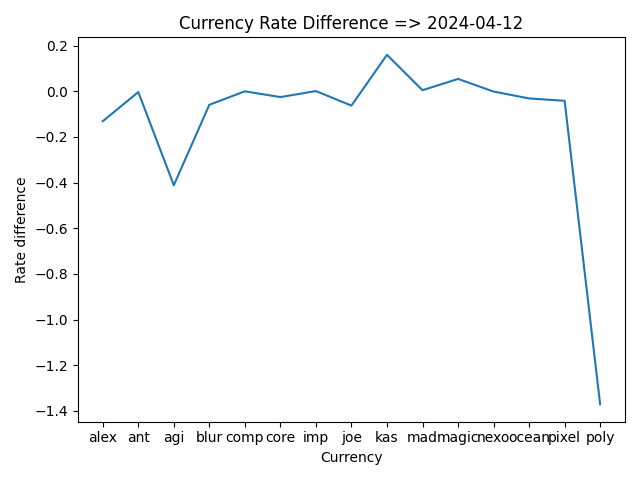 Currency Rate Difference => 2024-04-12
0.2
0.0
−0.2
−0.4
−0.6
−0.8
−1.0
−1.2
−1.4
Rate difference
alex ant agi blur comp core imp joe kas mad magic nexo ocean pixel poly
Currency